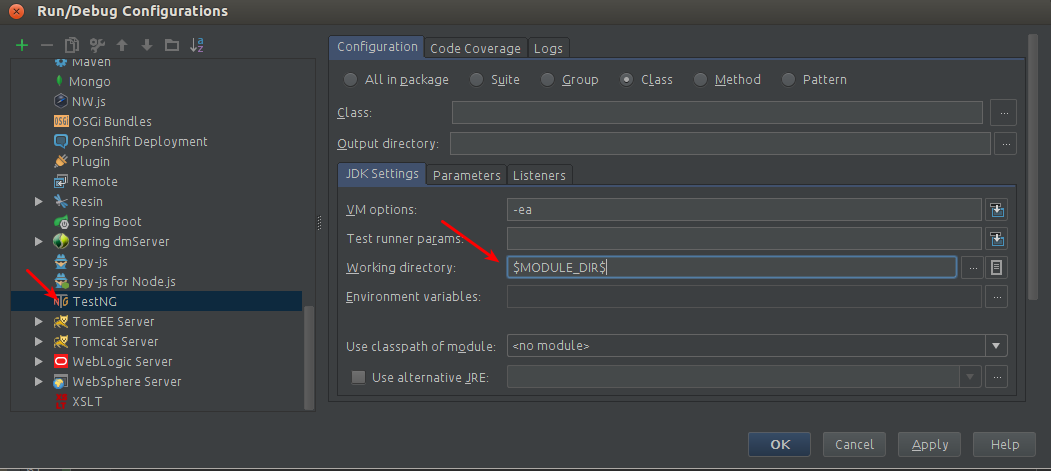 Run/Debug Configurations
Maven
Mongo
NW.js
OSGi Bundles
OpenShift Deployment
Plugin
Remote
Resin
Spring Boot
Spring dmServer
Spy-js
Spy-js for Node.js
TestNG
TomEE Server
Tomcat Server
WebLogic Server
WebSphere Server
XSLT
Configuration Code Coverage Logs
All in package Suite Group Class Method Pattern
Class: ...
Output directory: ...
JDK Settings Parameters Listeners
VM options: -ea
Test runner params:
Working directory: $MODULE_DIR$ ...
Environment variables: ...
Use classpath of module: <no module>
Use alternative JRE: ...
OK Cancel Apply Help